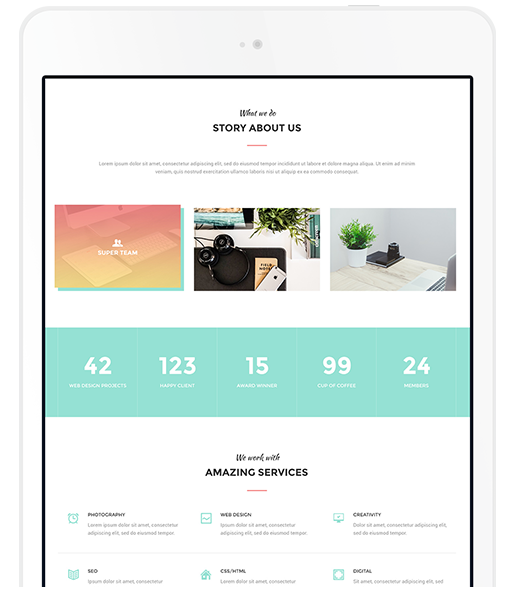 What we do
STORY ABOUT US
Lorem ipsum dolor sit amet, consectetur adipiscing elit, sed do eiusmod tempor incididunt ut labore et dolore magna aliqua. Ut enim ad minim
veniam, quis nostrud exercitation ullamco laboris nisi ut aliquip ex ea commodo consequat.
SUPER TEAM
FIELD NOTES
42
123
15
99
24
WEB DESIGN PROJECTS
HAPPY CLIENT
AWARD WINNER
CUP OF COFFEE
MEMBERS
We work with
AMAZING SERVICES
PHOTOGRAPHY
Lorem ipsum dolor sit amet, consectetur
adipiscing elit, sed do eiusmod tempor.
WEB DESIGN
Ipsum dolor sit amet, consectetur
adipiscing elit, sed do eiusmod tempor
CREATIVITY
Dolor sit amet, consectetur adipiscing elit,
sed do eiusmod tempor.
SEO
Ipsum dolor sit amet, consectetur
CSS/HTML
Lorem ipsum dolor sit amet, consectetur
DIGITAL
Sit amet, consectetur adipiscing elit, sed